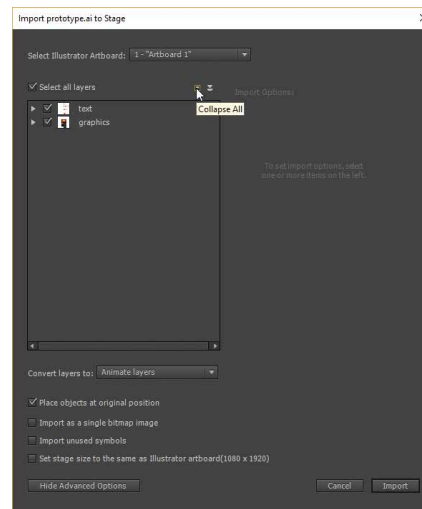 Import prototype.ai to Stage
Select Illustrator Artboard: 1 - "Artboard 1"
Select all layers
Import Options:
Collapse All
text
graphics
To set import options, select
one or more items on the left.
Convert layers to: Animate layers
Place objects at original position
Import as a single bitmap image
Import unused symbols
Set stage size to the same as Illustrator artboard(1080 x 1920)
Hide Advanced Options
Cancel
Import